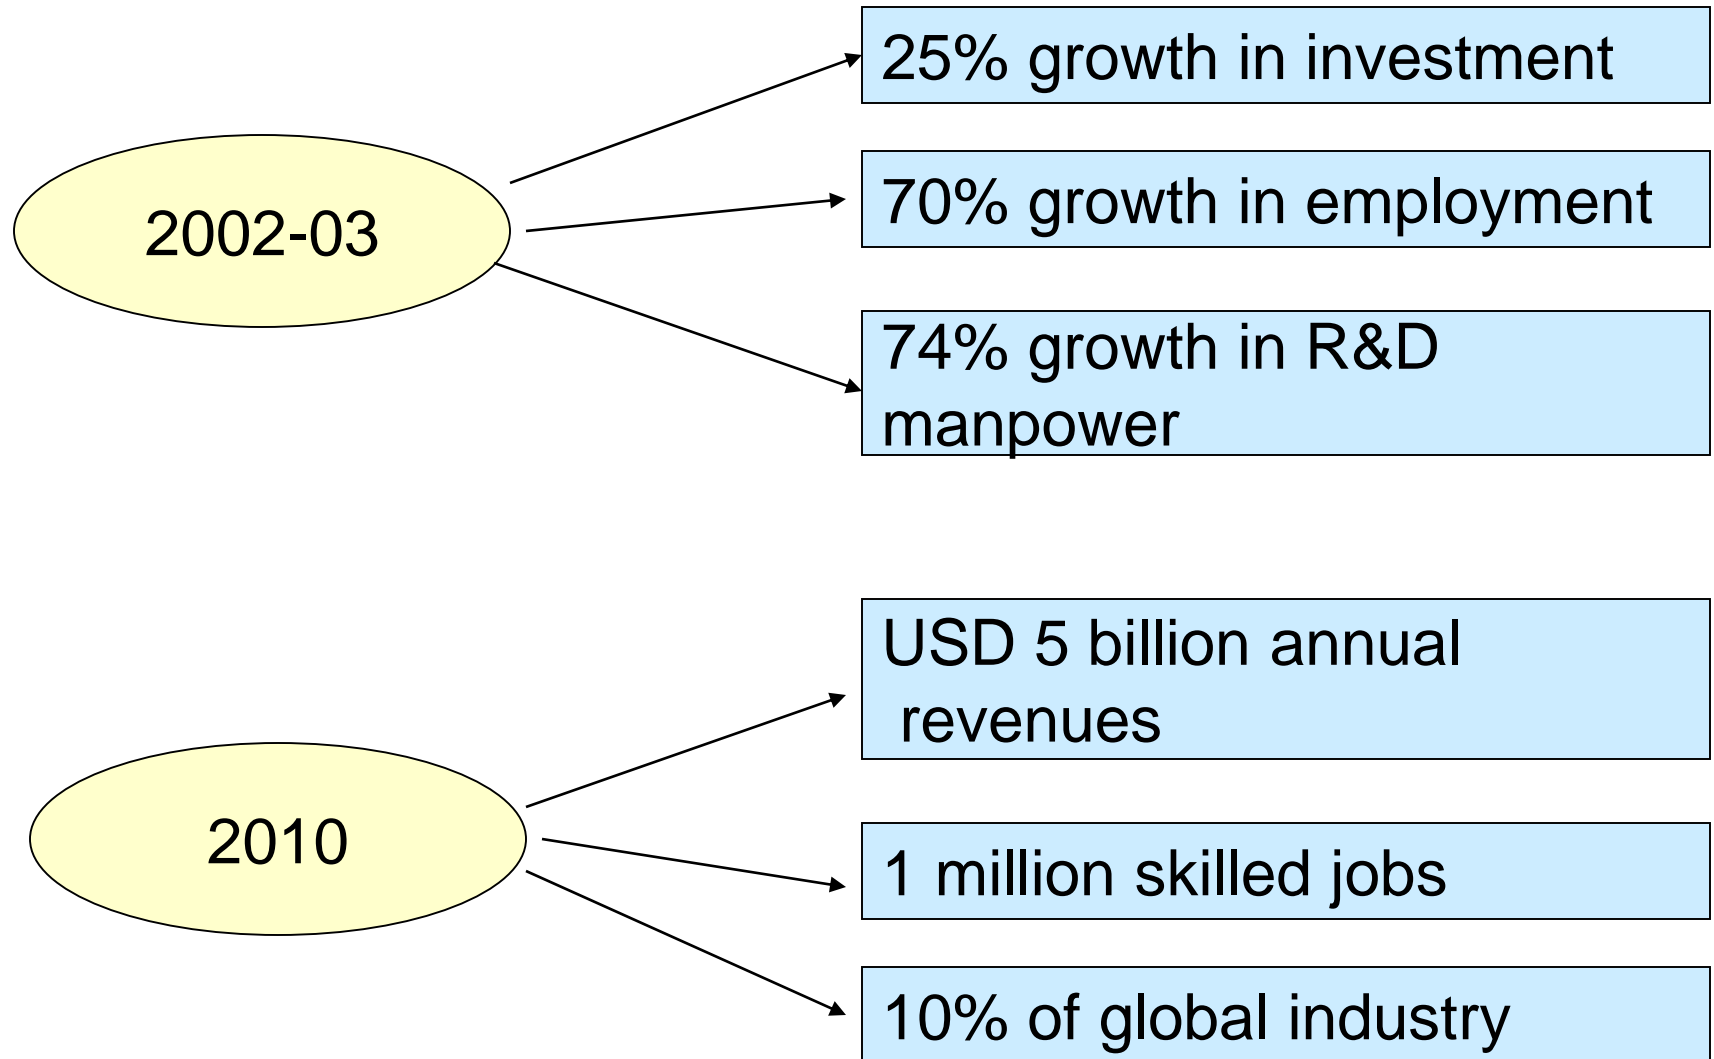 25% growth in investment
2002-03
70% growth in employment
74% growth in R&D
manpower
USD 5 billion annual
revenues
2010
1 million skilled jobs
10% of global industry